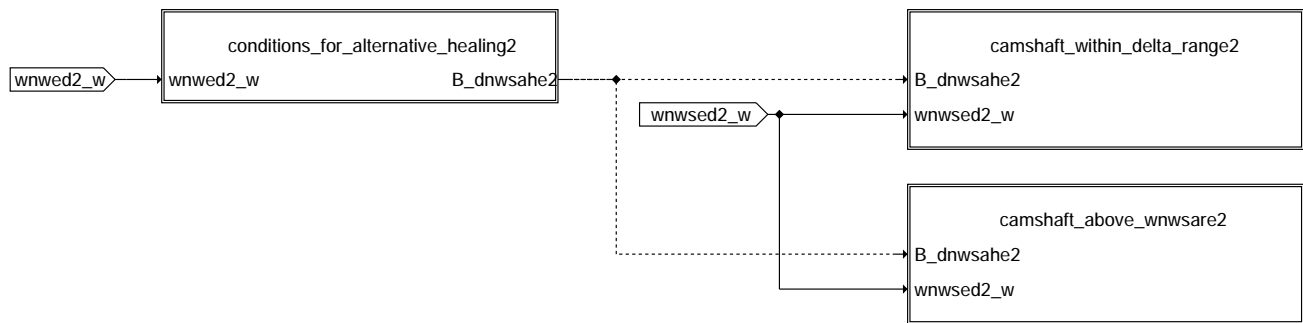 conditions_for_alternative_healing2
wnwed2_w
wnwed2_w B_dnwsahe2
wnwsed2_w
camshaft_within_delta_range2
B_dnwsahe2
wnwsed2_w
camshaft_above_wnwsare2
B_dnwsahe2
wnwsed2_w